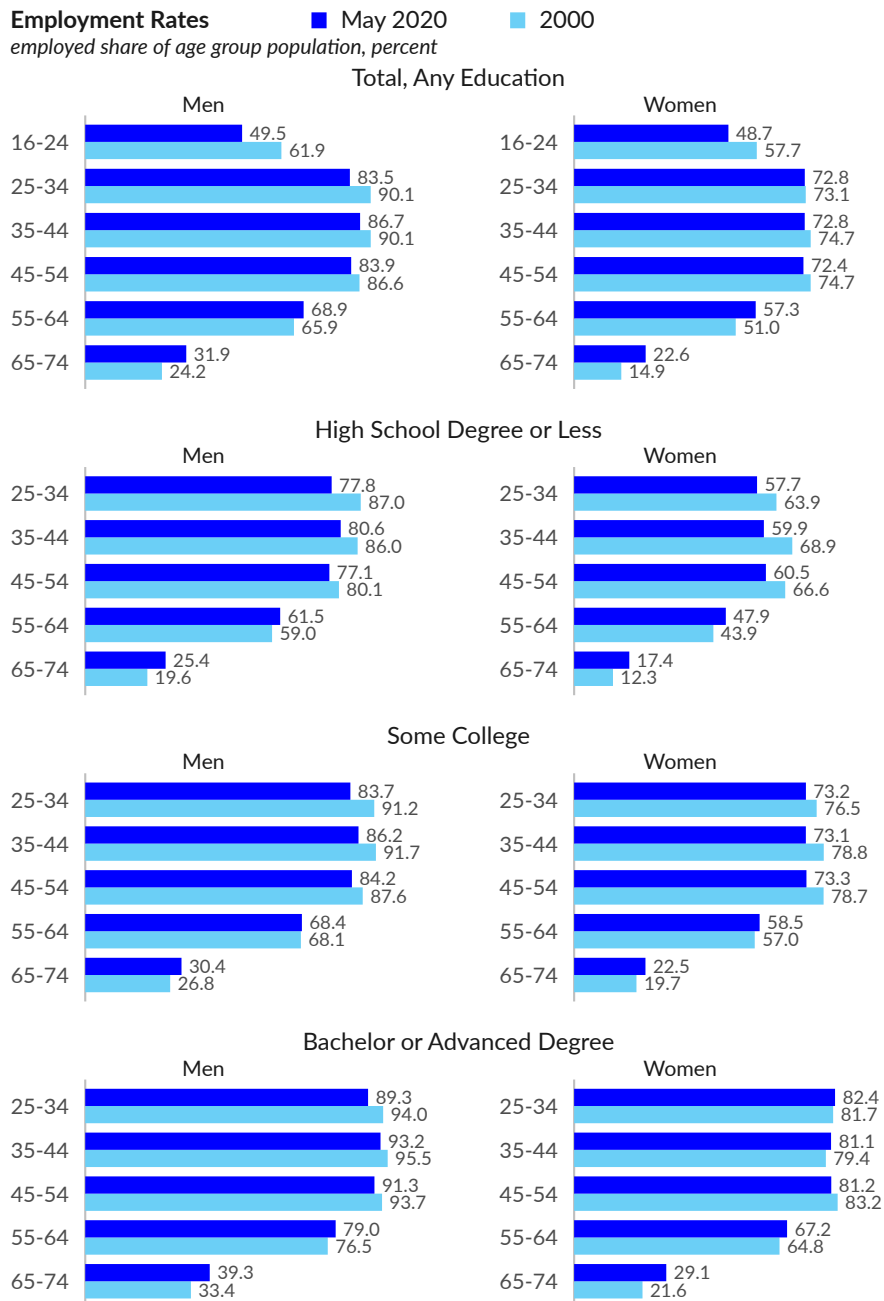 Employment Rates May 2020 2000
employed share of age group population, percent
Total, Any Education
Men Women
16-24 49.5 61.9 16-24 48.7 57.7
25-34 83.5 90.1 25-34 72.8 73.1
35-44 86.7 90.1 35-44 72.8 74.7
45-54 83.9 86.6 45-54 72.4 74.7
55-64 68.9 65.9 55-64 57.3 51.0
65-74 31.9 24.2 65-74 22.6 14.9
High School Degree or Less
Men Women
25-34 77.8 87.0 25-34 57.7 63.9
35-44 80.6 86.0 35-44 59.9 68.9
45-54 77.1 80.1 45-54 60.5 66.6
55-64 61.5 59.0 55-64 47.9 43.9
65-74 25.4 19.6 65-74 17.4 12.3
Some College
Men Women
25-34 83.7 91.2 25-34 73.2 76.5
35-44 86.2 91.7 35-44 73.1 78.8
45-54 84.2 87.6 45-54 73.3 78.7
55-64 68.4 68.1 55-64 58.5 57.0
65-74 30.4 26.8 65-74 22.5 19.7
Bachelor or Advanced Degree
Men Women
25-34 89.3 94.0 25-34 82.4 81.7
35-44 93.2 95.5 35-44 81.1 79.4
45-54 91.3 93.7 45-54 81.2 83.2
55-64 79.0 76.5 55-64 67.2 64.8
65-74 39.3 33.4 65-74 29.1 21.6